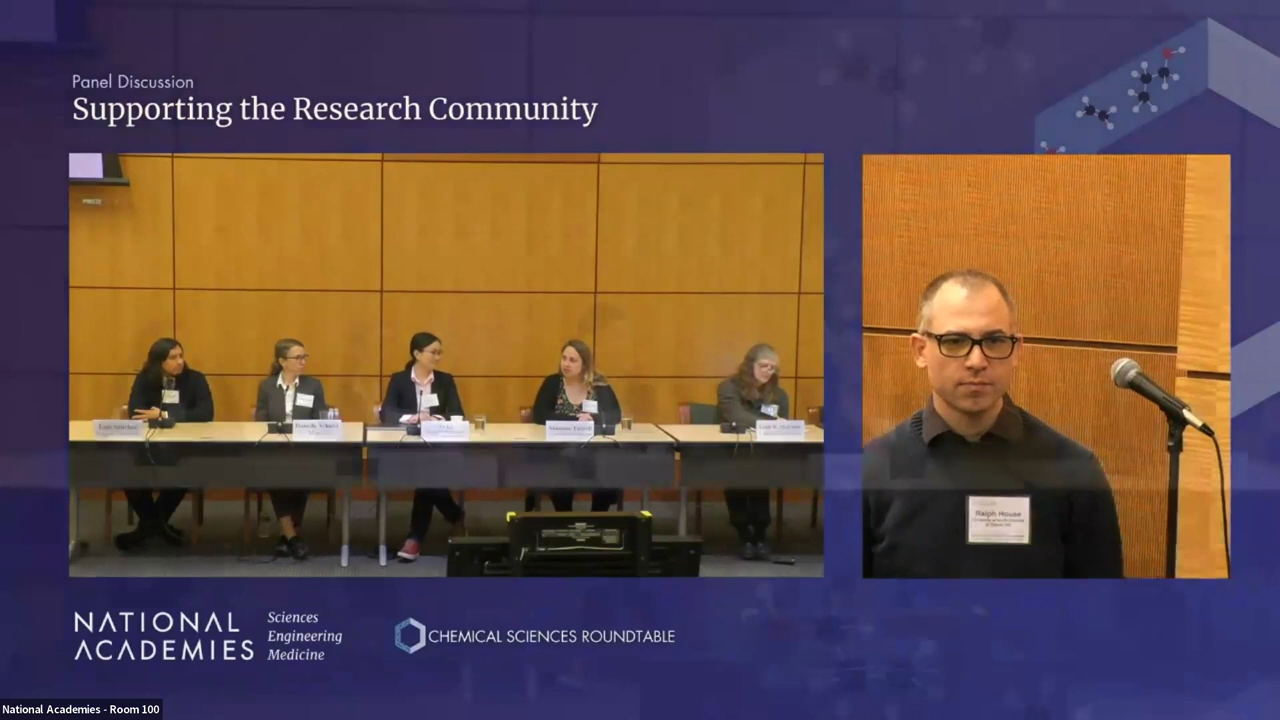 Panel Discussion
Supporting the Research Community
Ralph House
NATIONAL
ACADEMIES
Sciences
Engineering
Medicine
CHEMICAL SCIENCES ROUNDTABLE
National Academies - Room 100